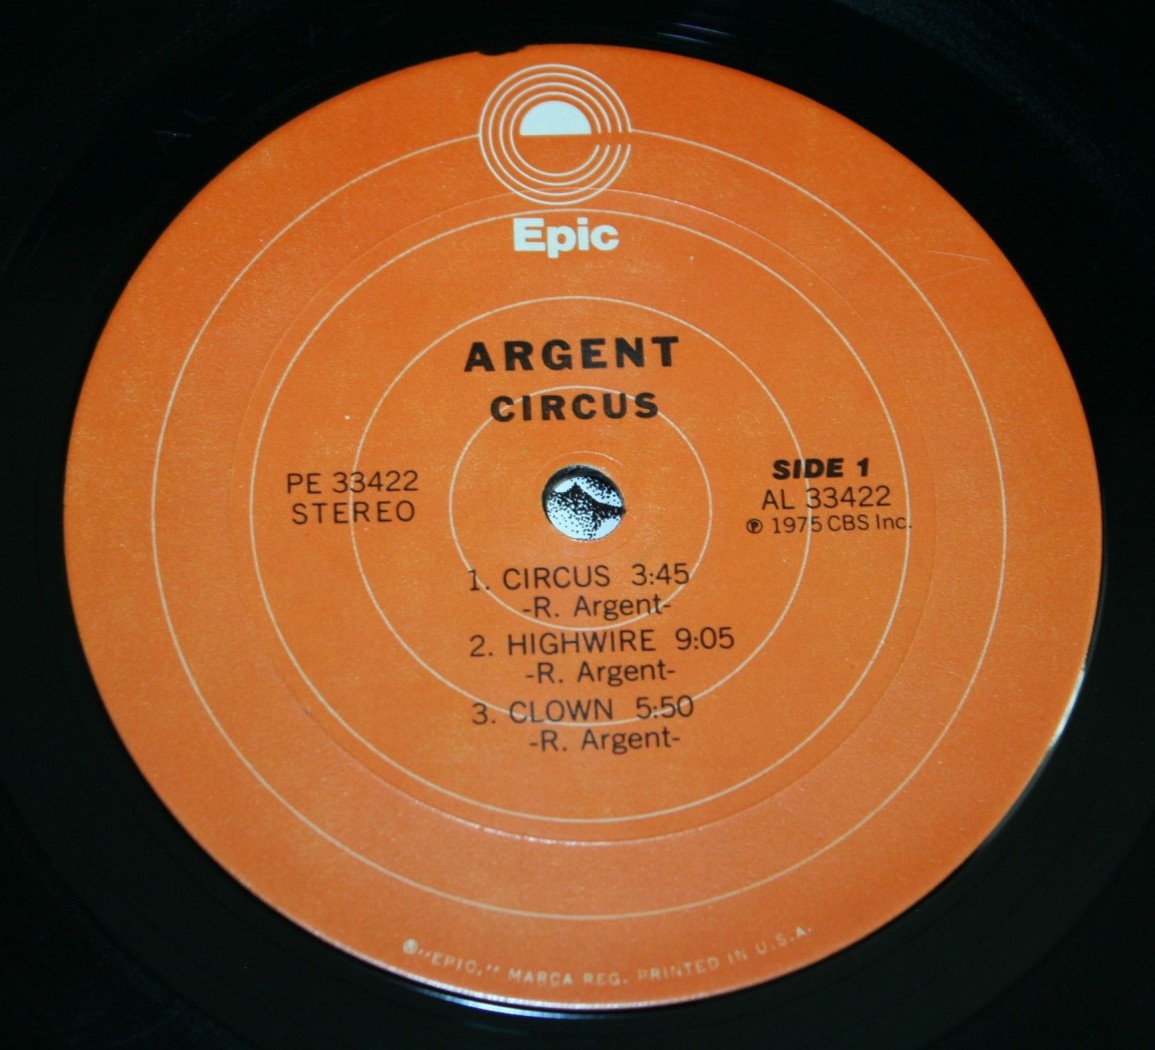 Epic
ARGENT
CIRCUS
PE 33422
STEREO
SIDE 1
AL 33422
℗ 1975 CBS Inc.
1. CIRCUS 3:45
-R. Argent-
2. HIGHWIRE 9:05
-R. Argent-
3. CLOWN 5:50
-R. Argent-
®"EPIC," MARCA REG. PRINTED IN U.S.A.